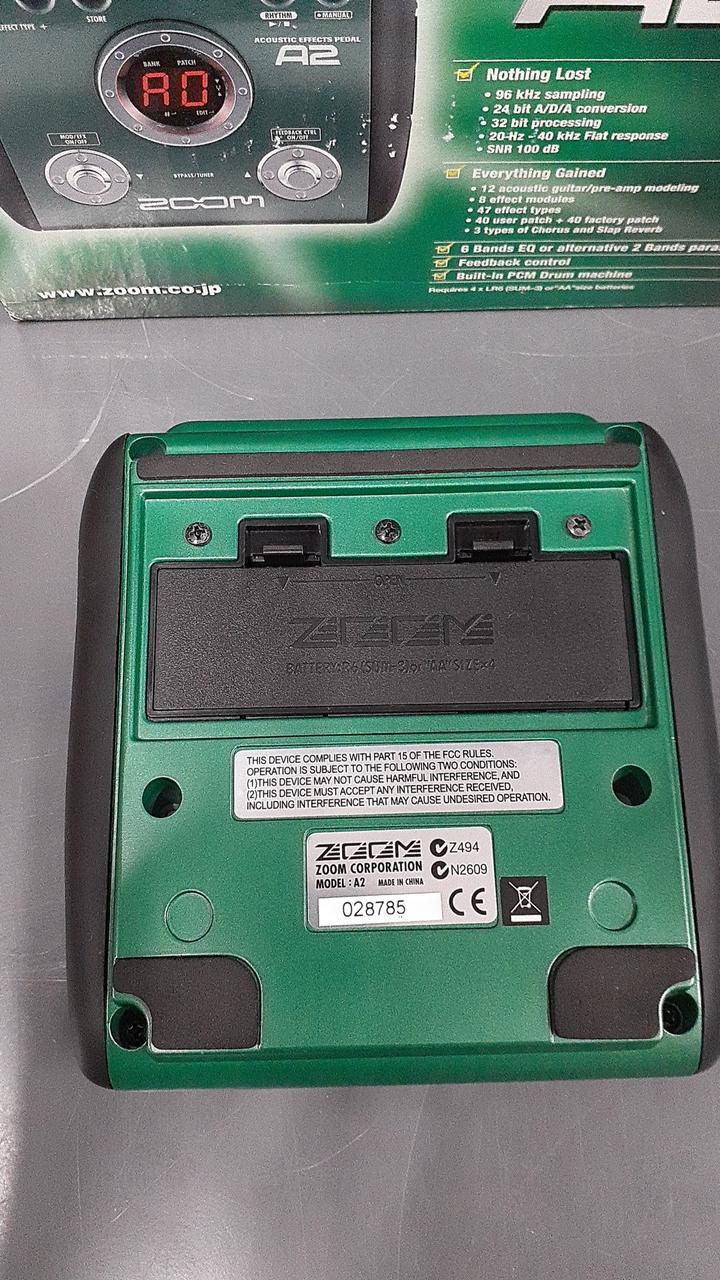 STORE
RHYTHM
MANUAL
ACOUSTIC EFFECTS PEDAL
A2
BANK PATCH
A0
EDIT
MOD/EFX
ON/OFF
FEEDBACK CTRL
ON/OFF
BYPASS/TUNER
ZOOM
www.zoom.co.jp
Nothing Lost
• 96 kHz sampling
• 24 bit A/D/A conversion
• 32 bit processing
• 20 Hz - 40 kHz Flat response
• SNR 100 dB
Everything Gained
• 12 acoustic guitar/pre-amp modeling
• 8 effect modules
• 47 effect types
• 40 user patch + 40 factory patch
• 3 types of Chorus and Slap Reverb
6 Bands EQ or alternative 2 Bands para
Feedback control
Built-in PCM Drum machine
Requires 4 x LR6 (SUM-3) or "AA" size batteries
OPEN
ZOOM
BATTERY:R6(SUM-3)or"AA"SIZE×4
THIS DEVICE COMPLIES WITH PART 15 OF THE FCC RULES.
OPERATION IS SUBJECT TO THE FOLLOWING TWO CONDITIONS:
(1)THIS DEVICE MAY NOT CAUSE HARMFUL INTERFERENCE, AND
(2)THIS DEVICE MUST ACCEPT ANY INTERFERENCE RECEIVED,
INCLUDING INTERFERENCE THAT MAY CAUSE UNDESIRED OPERATION.
ZOOM Z494
ZOOM CORPORATION N2609
MODEL : A2 MADE IN CHINA
028785 CE